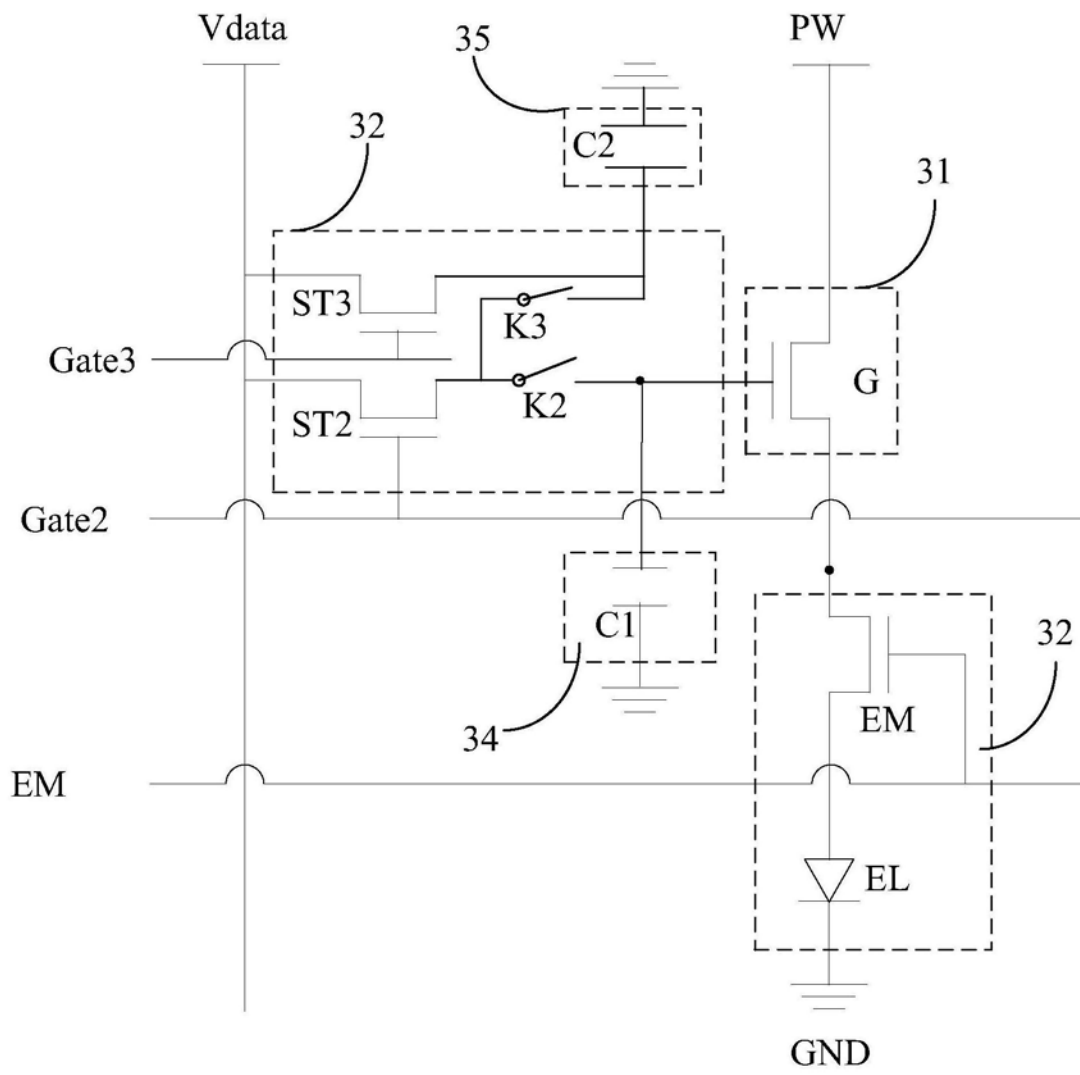 Vdata
PW
35
C2
32
31
ST3
K3
Gate3
G
K2
ST2
Gate2
C1
32
EM
34
EM
EL
GND